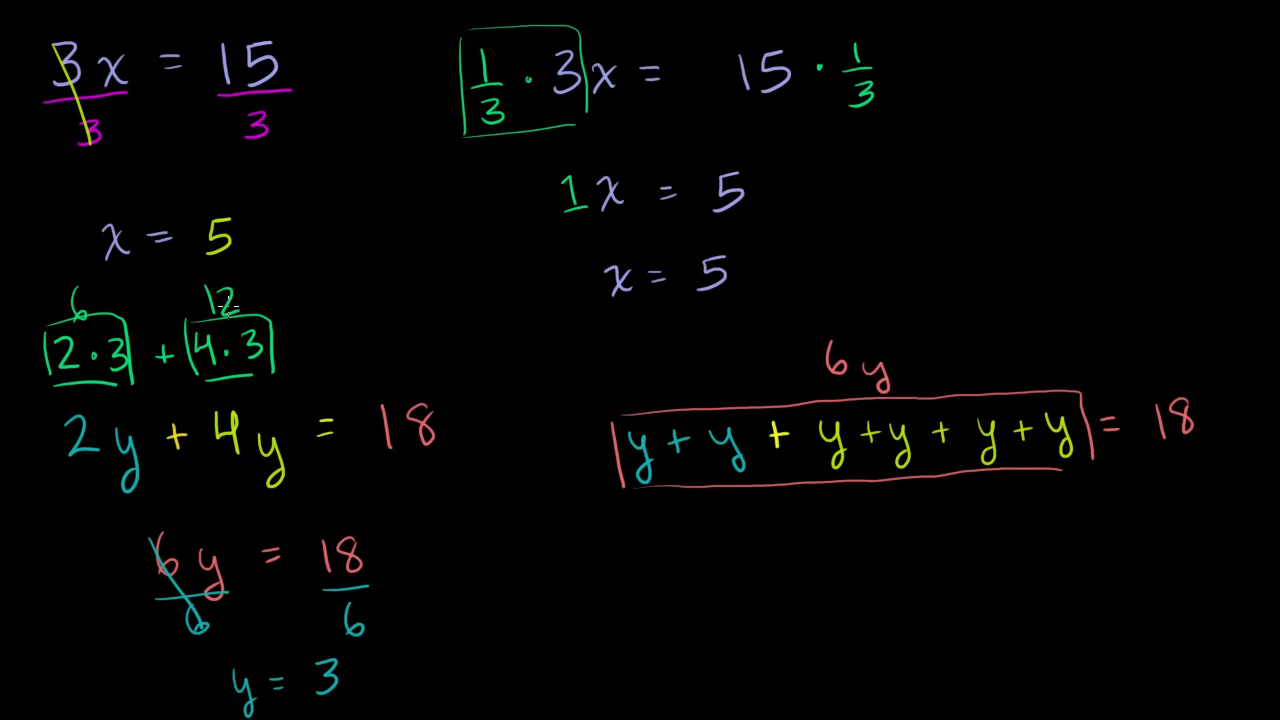 3x = 15
3 3
x = 5
1/3 · 3x = 15 · 1/3
1x = 5
x = 5
6 12
2·3 + 4·3
2y + 4y = 18
6y = 18
6 6
y = 3
6y
y + y + y + y + y + y = 18